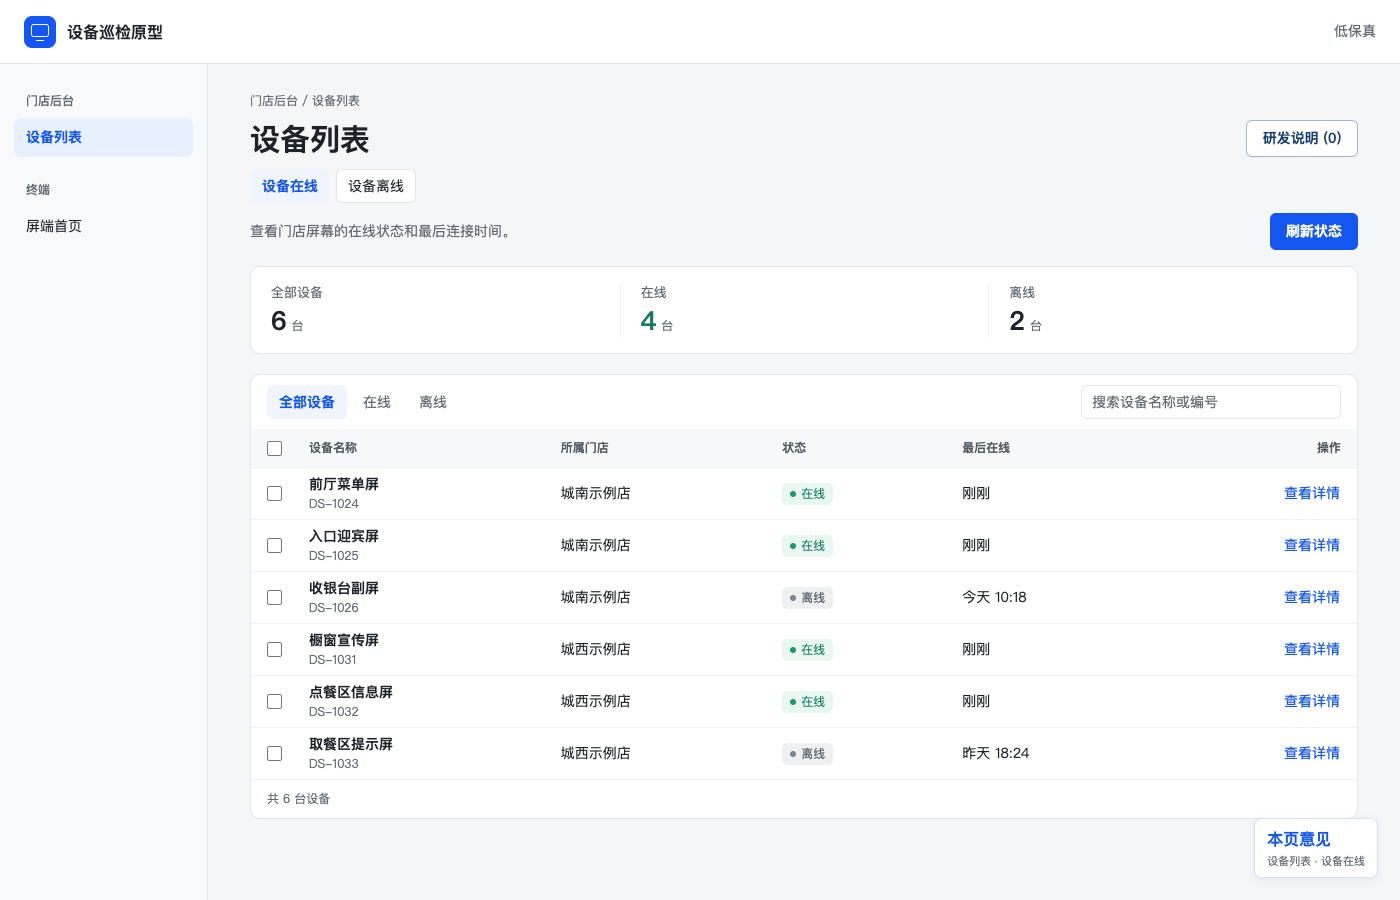 设备巡检原型
低保真
门店后台
设备列表
终端
屏端首页
门店后台 / 设备列表
设备列表
研发说明 (0)
设备在线 设备离线
查看门店屏幕的在线状态和最后连接时间。
刷新状态
全部设备 在线 离线
6 台 4 台 2 台
全部设备 在线 离线 搜索设备名称或编号
设备名称 所属门店 状态 最后在线 操作
前厅菜单屏
DS-1024
城南示例店 在线 刚刚 查看详情
入口迎宾屏
DS-1025
城南示例店 在线 刚刚 查看详情
收银台副屏
DS-1026
城南示例店 离线 今天 10:18 查看详情
橱窗宣传屏
DS-1031
城西示例店 在线 刚刚 查看详情
点餐区信息屏
DS-1032
城西示例店 在线 刚刚 查看详情
取餐区提示屏
DS-1033
城西示例店 离线 昨天 18:24 查看详情
共 6 台设备
本页意见
设备列表 · 设备在线